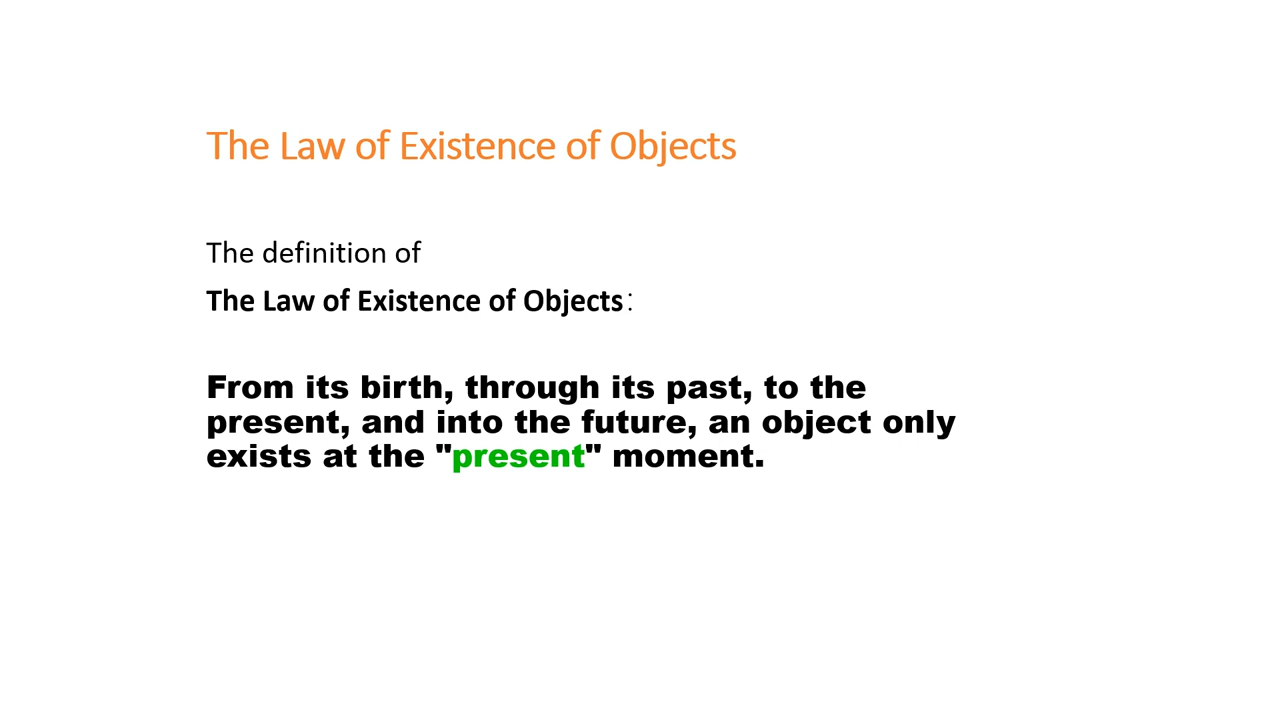 The Law of Existence of Objects
The definition of
The Law of Existence of Objects：
From its birth, through its past, to the
present, and into the future, an object only
exists at the "present" moment.